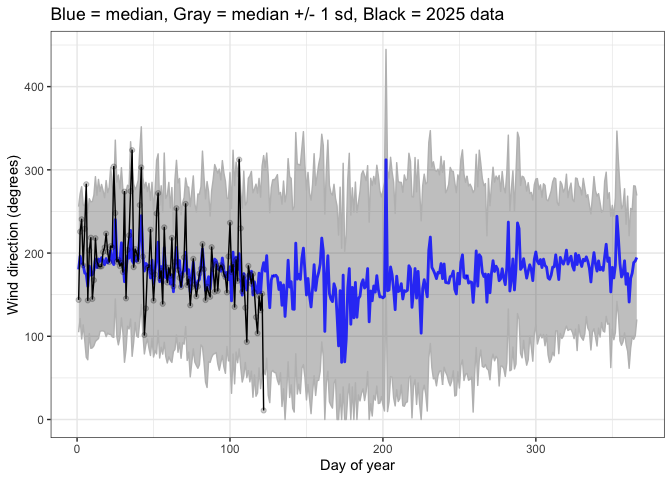 Blue = median, Gray = median +/- 1 sd, Black = 2025 data
Wind direction (degrees)
400
300
200
100
0
0 100 200 300
Day of year